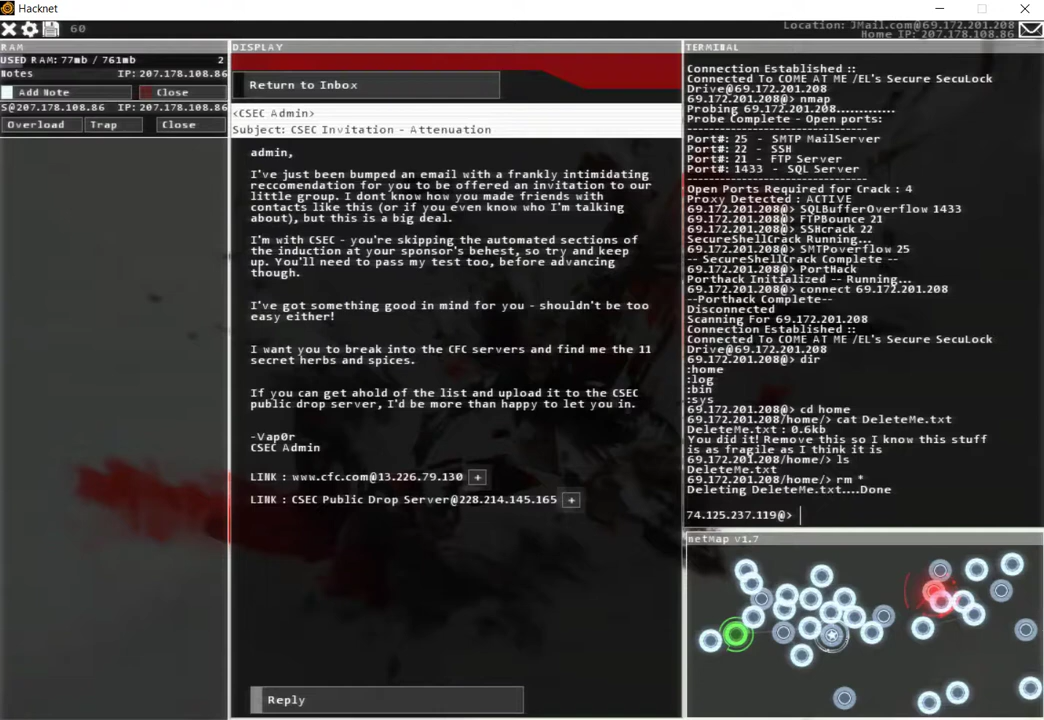 Hacknet
60
Location: JMail.com@69.172.201.208
Home IP: 207.178.108.86
RAM
USED RAM: 77mb / 761mb 2
Notes IP: 207.178.108.86
Add Note Close
S@207.178.108.86 IP: 207.178.108.86
Overload Trap Close
DISPLAY
Return to Inbox
<CSEC Admin>
Subject: CSEC Invitation - Attenuation
admin,
I've just been bumped an email with a frankly intimidating
reccomendation for you to be offered an invitation to our
little group. I dont know how you made friends with
contacts like this (or if you even know who I'm talking
about), but this is a big deal.
I'm with CSEC - you're skipping the automated sections of
the induction at your sponsor's behest, so try and keep
up. You'll need to pass my test too, before advancing
though.
I've got something good in mind for you - shouldn't be too
easy either!
I want you to break into the CFC servers and find me the 11
secret herbs and spices.
If you can get ahold of the list and upload it to the CSEC
public drop server, I'd be more than happy to let you in.
-Vap0r
CSEC Admin
LINK : www.cfc.com@13.226.79.130 +
LINK : CSEC Public Drop Server@228.214.145.165 +
Reply
TERMINAL
Connection Established ::
Connected To COME AT ME /EL's Secure SecuLock
Drive@69.172.201.208
69.172.201.208@> nmap
Probing 69.172.201.208............
Probe Complete - Open ports:
---------------------------------
Port#: 25 - SMTP MailServer
Port#: 22 - SSH
Port#: 21 - FTP Server
Port#: 1433 - SQL Server
---------------------------------
Open Ports Required for Crack : 4
Proxy Detected : ACTIVE
69.172.201.208@> SQLBufferOverflow 1433
69.172.201.208@> FTPBounce 21
69.172.201.208@> SSHcrack 22
SecureShellCrack Running...
69.172.201.208@> SMTPoverflow 25
-- SecureShellCrack Complete --
69.172.201.208@> PortHack
Porthack Initialized -- Running...
69.172.201.208@> connect 69.172.201.208
--Porthack Complete--
Disconnected
Scanning For 69.172.201.208
Connection Established ::
Connected To COME AT ME /EL's Secure SecuLock
Drive@69.172.201.208
69.172.201.208@> dir
:home
:log
:bin
:sys
69.172.201.208@> cd home
69.172.201.208/home/> cat DeleteMe.txt
DeleteMe.txt : 0.6kb
You did it! Remove this so I know this stuff
is as fragile as I think it is
69.172.201.208/home/> ls
DeleteMe.txt
69.172.201.208/home/> rm *
Deleting DeleteMe.txt....Done
74.125.237.119@>
netMap v1.7